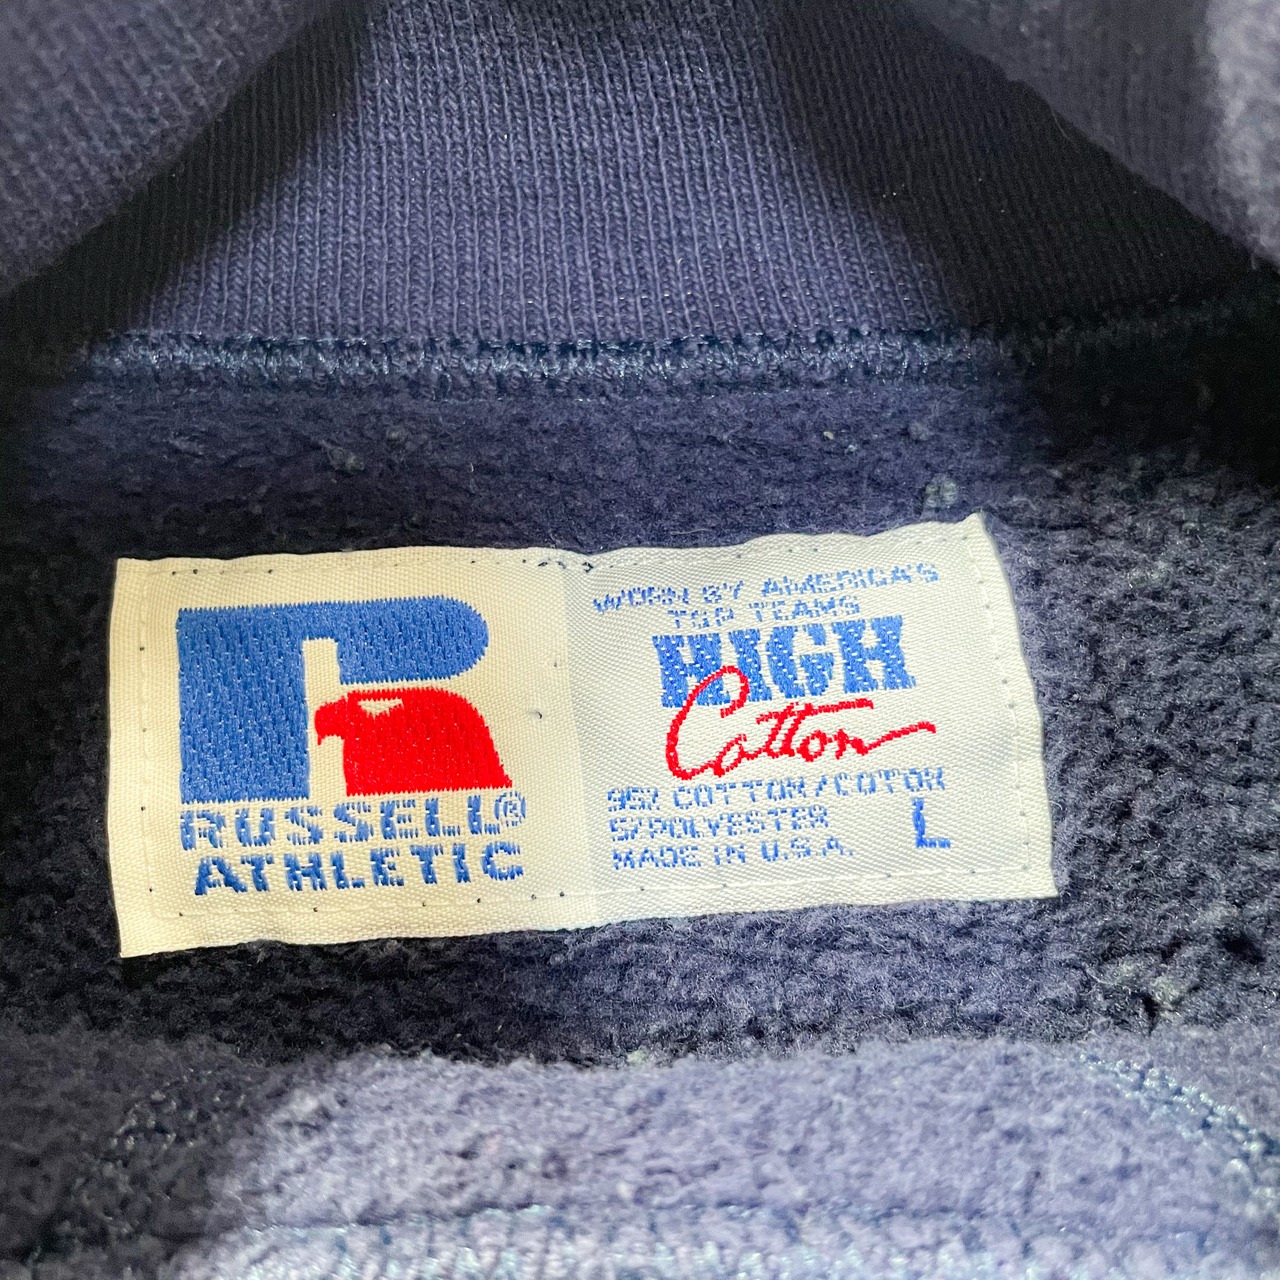 RUSSELL®
ATHLETIC
WORN BY AMERICA'S
TOP TEAMS
HIGH
Cotton
95% COTTON/COTON
5%POLYESTER
MADE IN U.S.A.
L